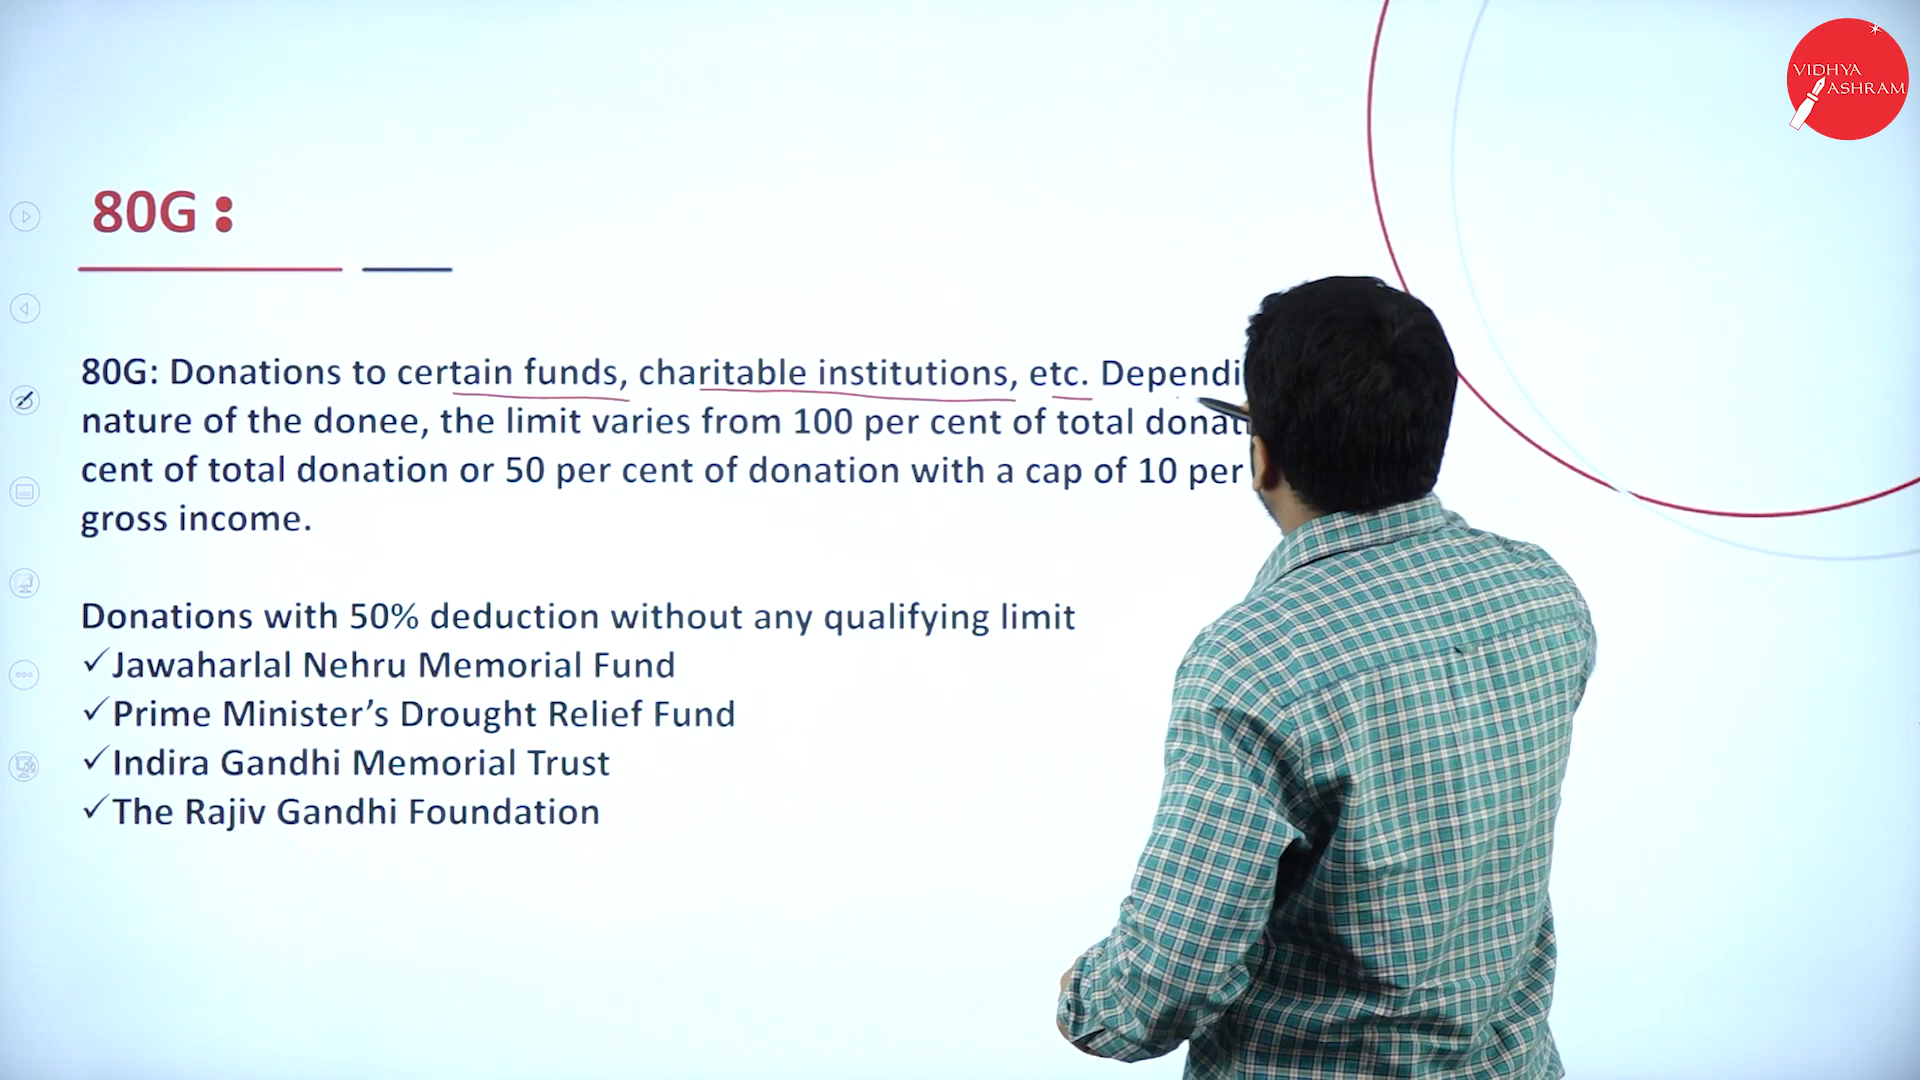 VIDHYA
ASHRAM
80G :
80G: Donations to certain funds, charitable institutions, etc.
nature of the donee, the limit varies from 100 per cent of total
cent of total donation or 50 per cent of donation with a cap of 10 per
gross income.
Donations with 50% deduction without any qualifying limit
✓Jawaharlal Nehru Memorial Fund
✓Prime Minister’s Drought Relief Fund
✓Indira Gandhi Memorial Trust
✓The Rajiv Gandhi Foundation